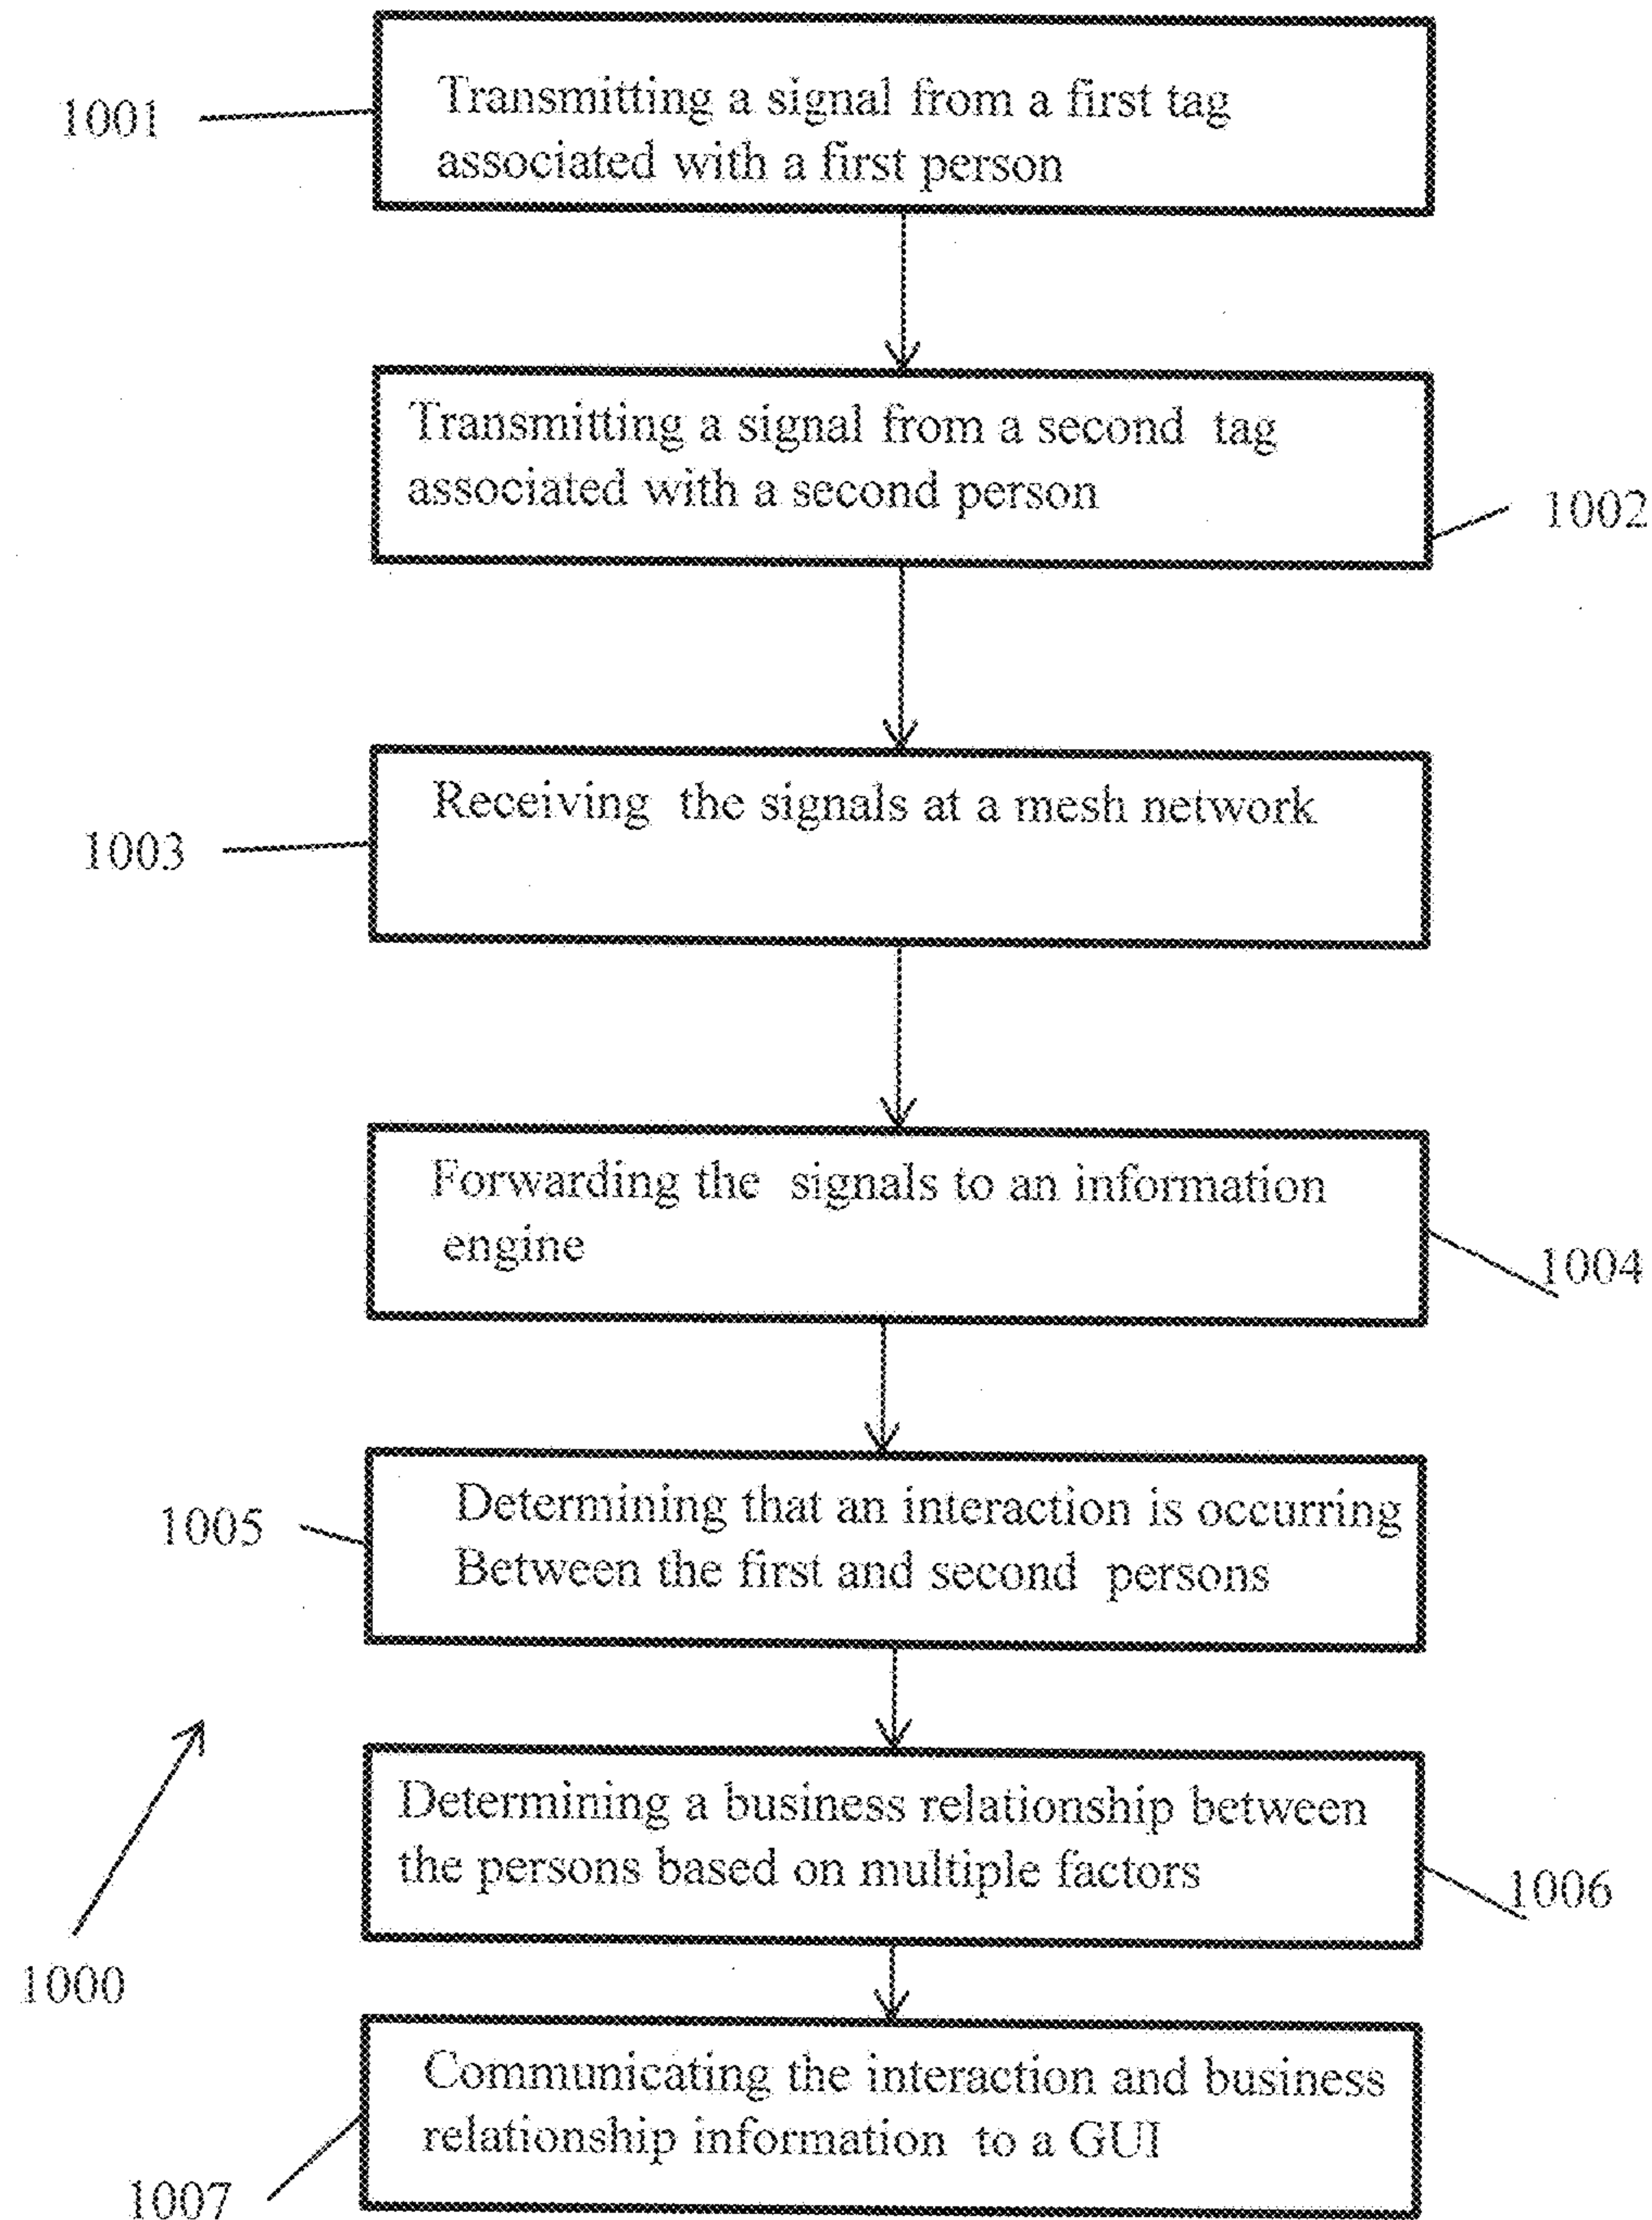 1001
Transmitting a signal from a first tag
associated with a first person
Transmitting a signal from a second tag
associated with a second person
1002
Receiving the signals at a mesh network
1003
Forwarding the signals to an information
engine
1004
Determining that an interaction is occurring
Between the first and second persons
1005
Determining a business relationship between
the persons based on multiple factors
1006
1000
Communicating the interaction and business
relationship information to a GUI
1007